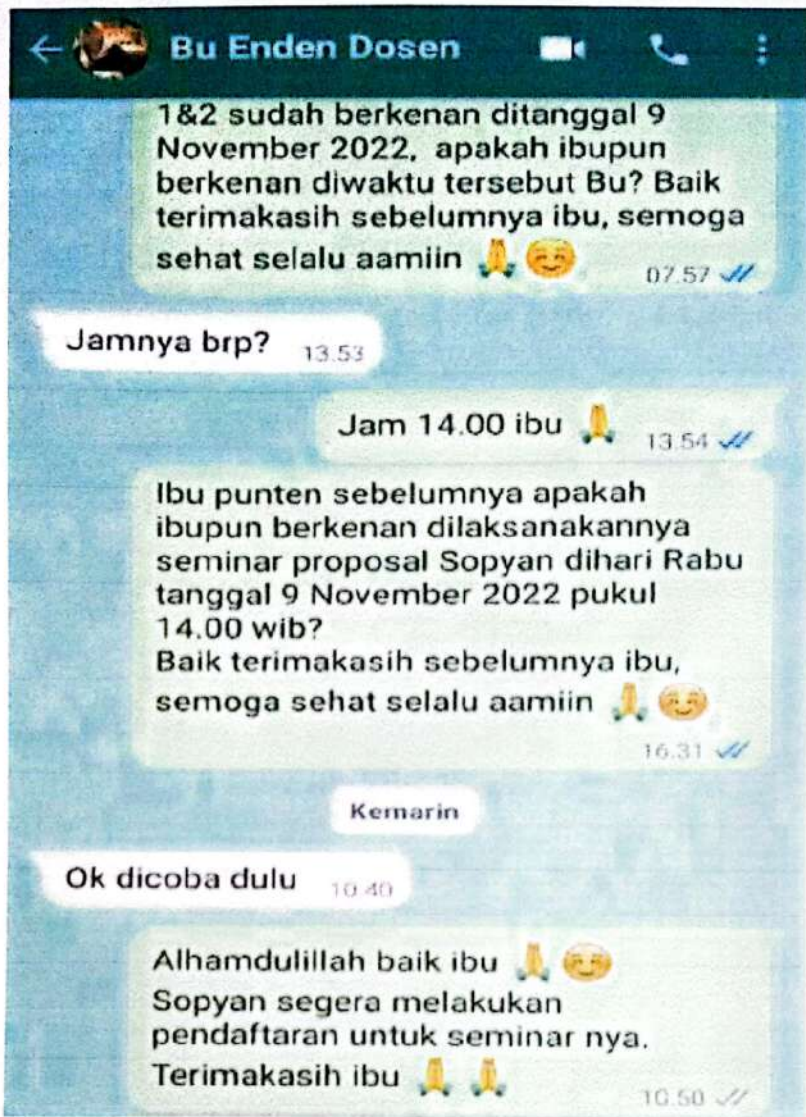 Bu Enden Dosen
1&2 sudah berkenan ditanggal 9
November 2022, apakah ibupun
berkenan diwaktu tersebut Bu? Baik
terimakasih sebelumnya ibu, semoga
sehat selalu aamiin 🙏☺️
07.57
Jamnya brp? 13.53
Jam 14.00 ibu 🙏 13.54
Ibu punten sebelumnya apakah
ibupun berkenan dilaksanakannya
seminar proposal Sopyan dihari Rabu
tanggal 9 November 2022 pukul
14.00 wib?
Baik terimakasih sebelumnya ibu,
semoga sehat selalu aamiin 🙏☺️
16.31
Kemarin
Ok dicoba dulu 10.40
Alhamdulillah baik ibu 🙏☺️
Sopyan segera melakukan
pendaftaran untuk seminar nya.
Terimakasih ibu 🙏🙏
10.50